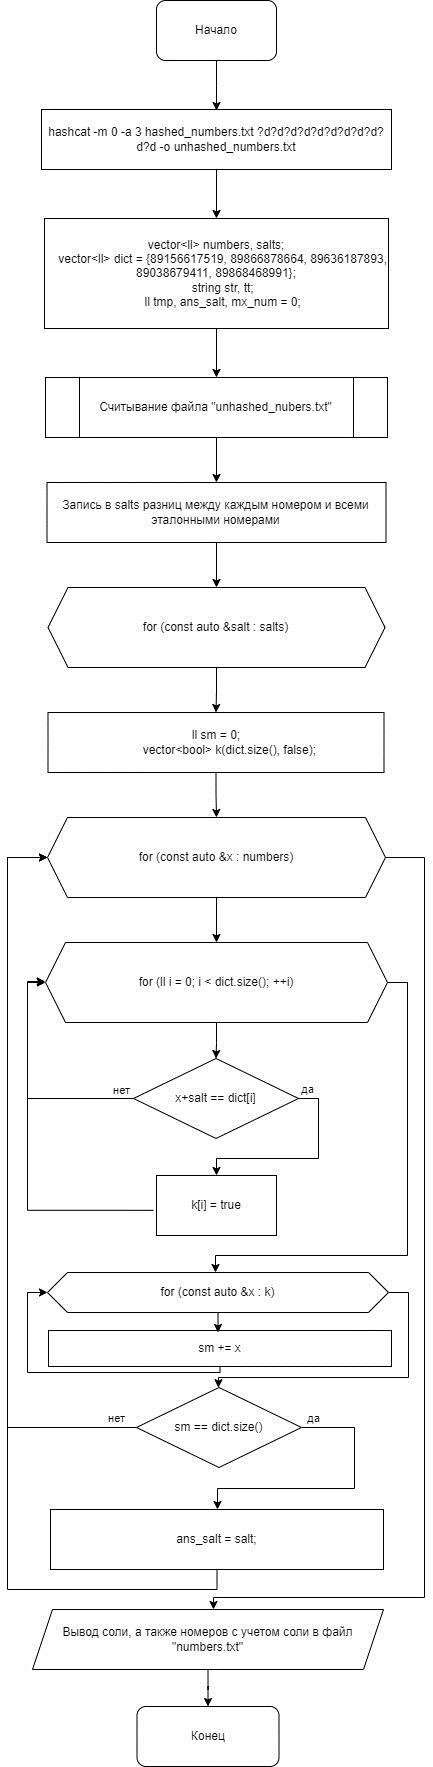 Начало
hashcat -m 0 -a 3 hashed_numbers.txt ?d?d?d?d?d?d?d?d?d?
d?d -o unhashed_numbers.txt
vector<ll> numbers, salts;
vector<ll> dict = {89156617519, 89866878664, 89636187893,
89038679411, 89868468991};
string str, tt;
ll tmp, ans_salt, mx_num = 0;
Считывание файла "unhashed_nubers.txt"
Запись в salts разниц между каждым номером и всеми
эталонными номерами
for (const auto &salt : salts)
ll sm = 0;
vector<bool> k(dict.size(), false);
for (const auto &x : numbers)
for (ll i = 0; i < dict.size(); ++i)
нет
x+salt == dict[i]
да
k[i] = true
for (const auto &x : k)
sm += x
нет
sm == dict.size()
да
ans_salt = salt;
Вывод соли, а также номеров с учетом соли в файл
"numbers.txt"
Конец